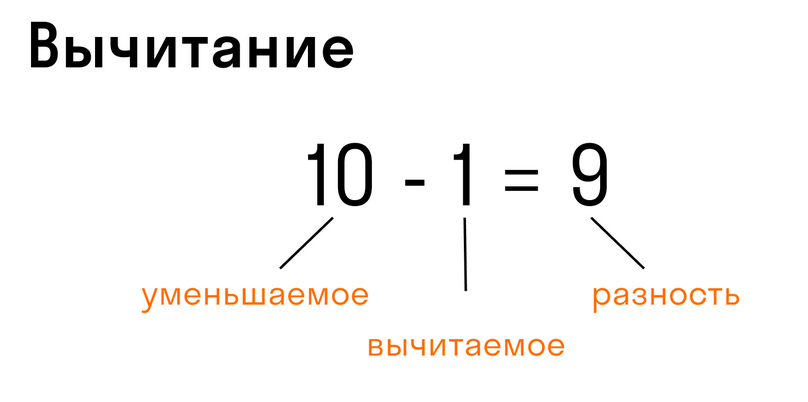 Вычитание
10 - 1 = 9
уменьшаемое
разность
вычитаемое